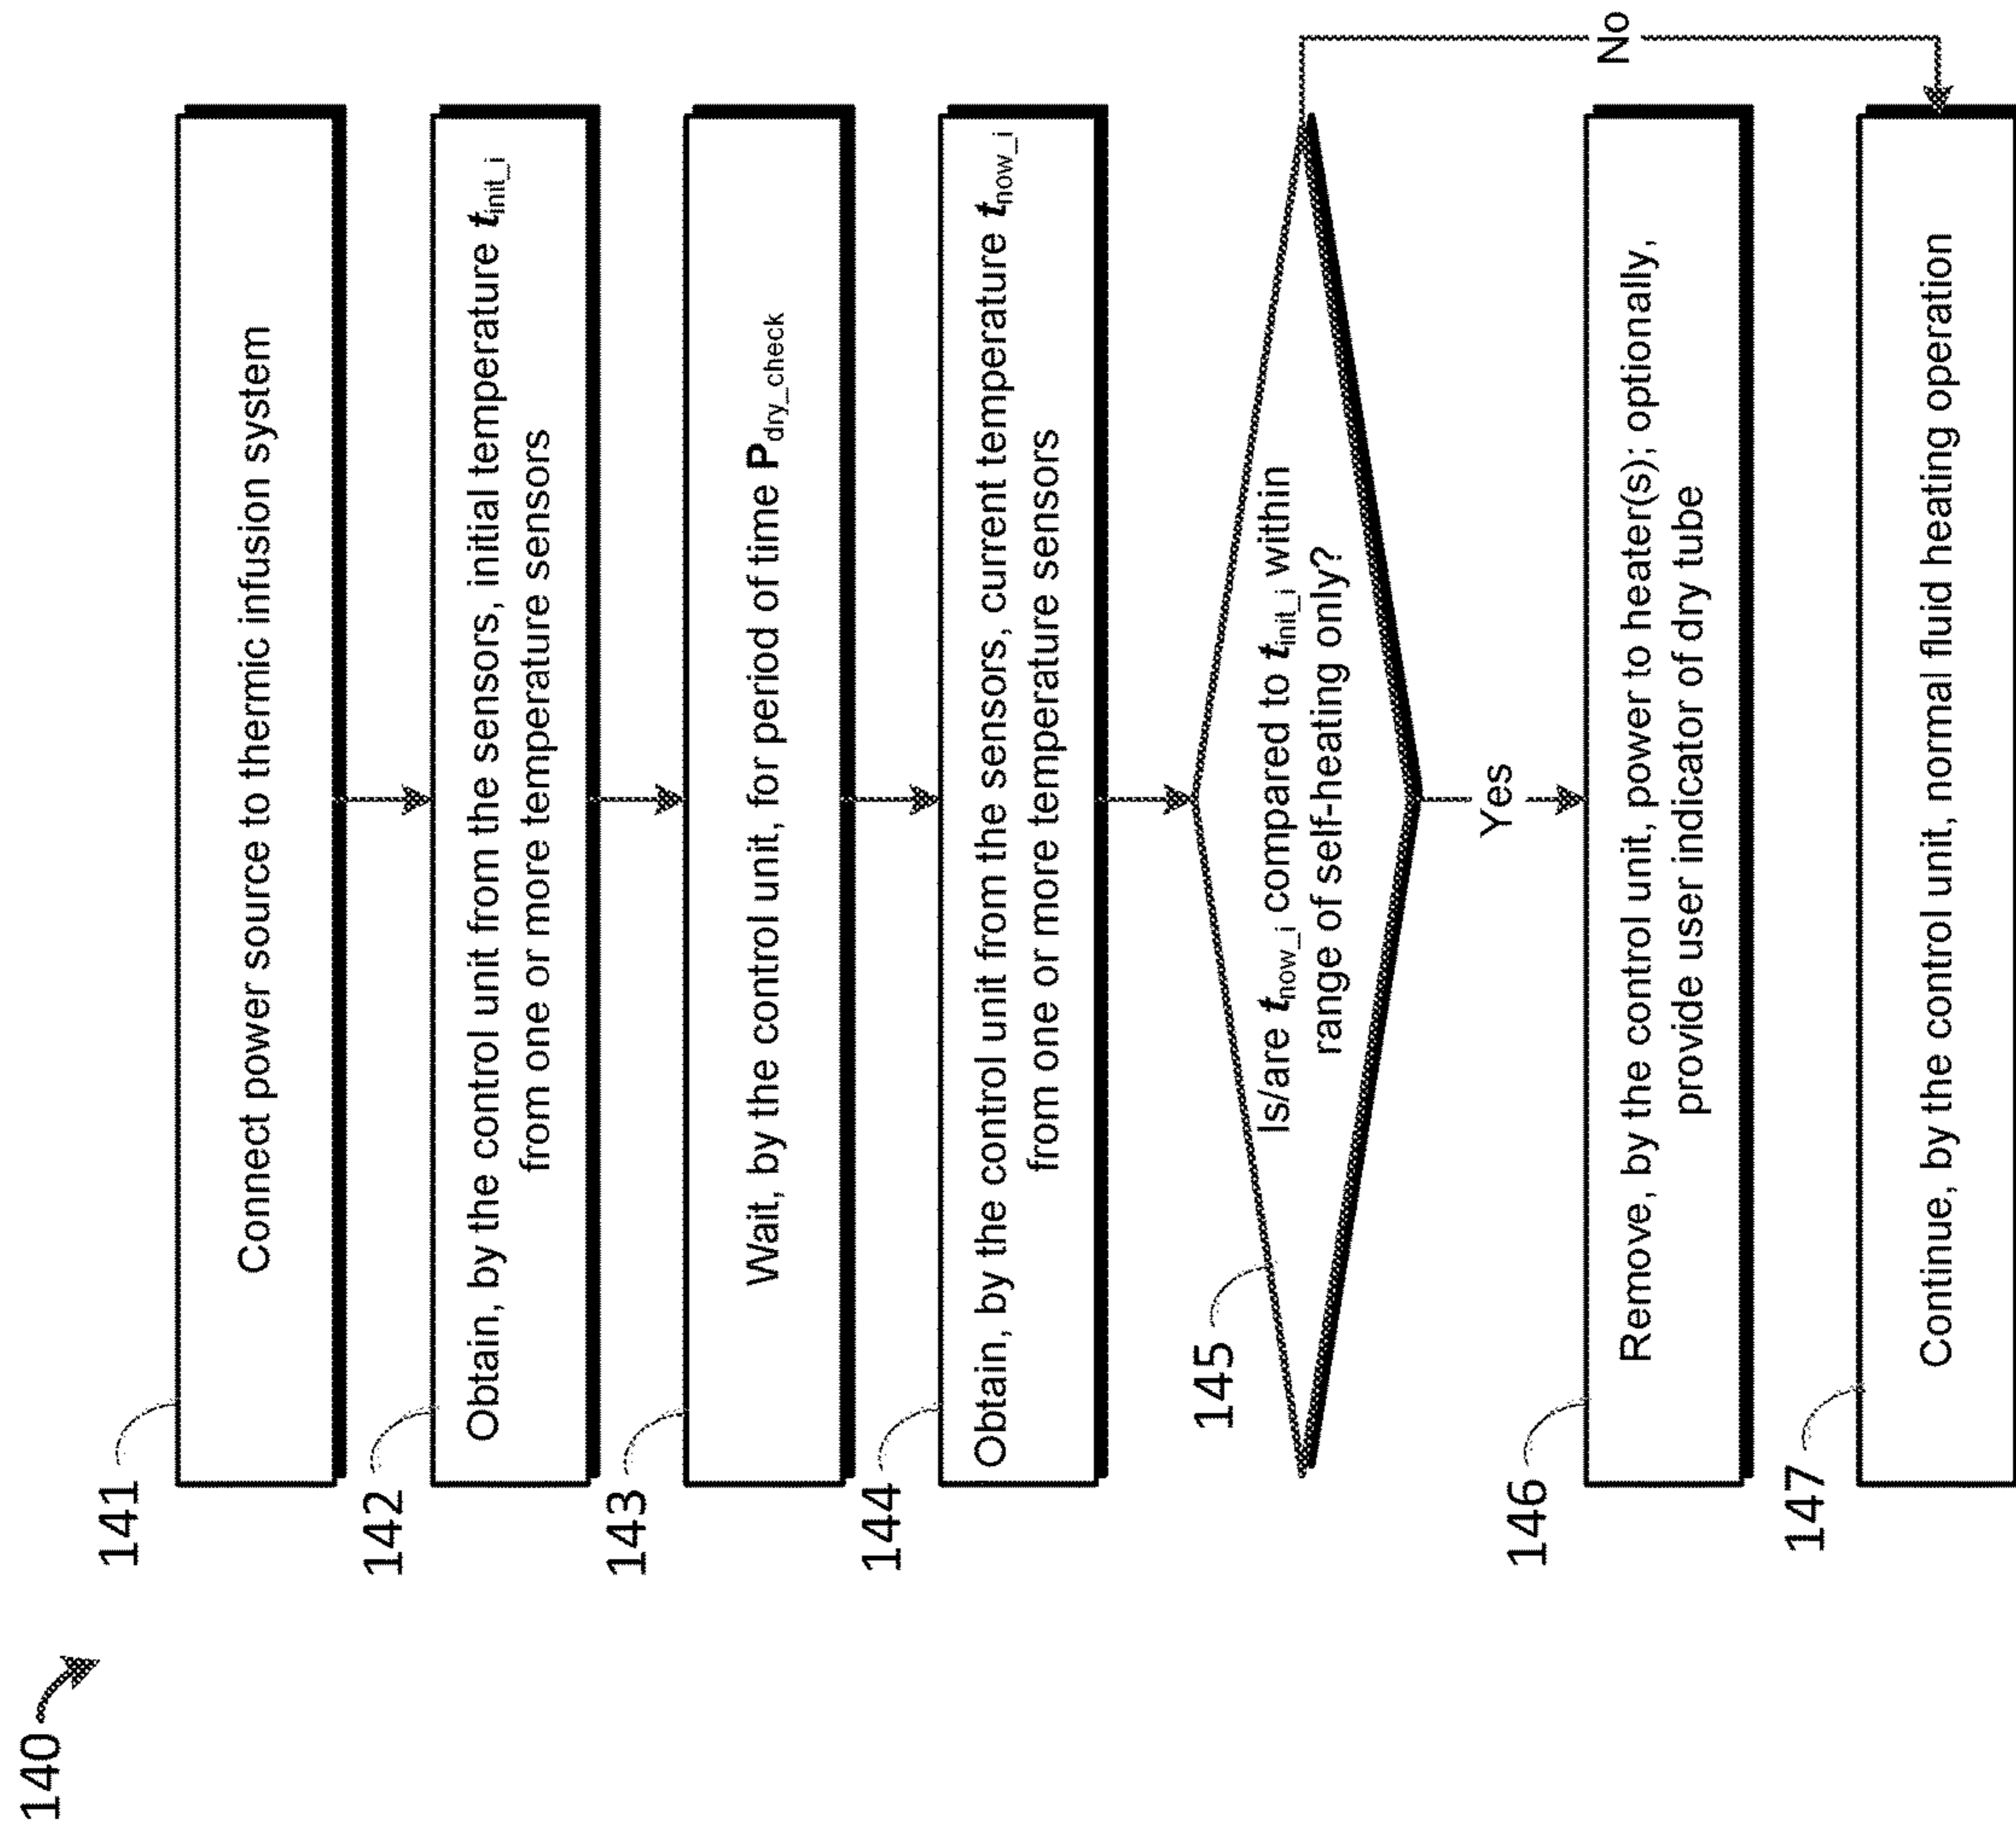 140
141
Connect power source to thermic infusion system
142
Obtain, by the control unit from the sensors, initial temperature t_init_i
from one or more temperature sensors
143
Wait, by the control unit, for period of time P_dry_check
144
Obtain, by the control unit from the sensors, current temperature t_now_i
from one or more temperature sensors
145
Is/are t_now_i compared to t_init_i within
range of self-heating only?
No
Yes
146
Remove, by the control unit, power to heater(s); optionally,
provide user indicator of dry tube
147
Continue, by the control unit, normal fluid heating operation